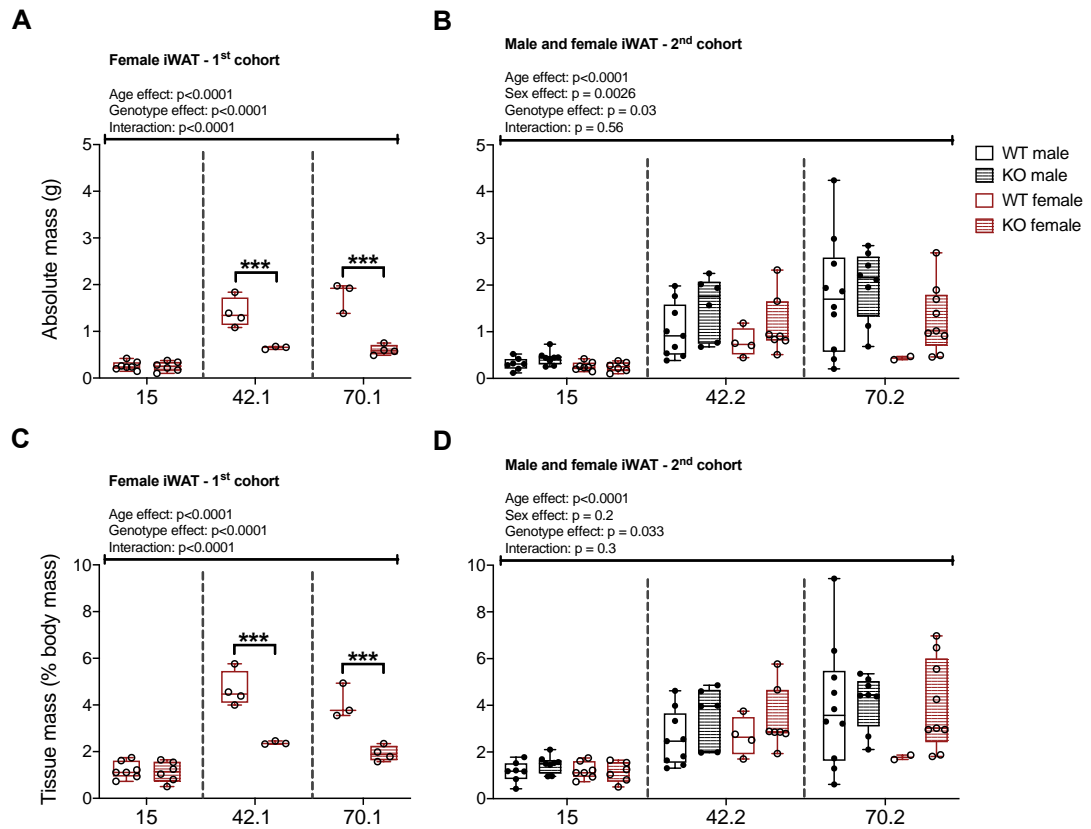 A
Female iWAT - 1st cohort
Age effect: p<0.0001
Genotype effect: p<0.0001
Interaction: p<0.0001
Absolute mass (g)
5
4
3
2
1
0
***
***
15
42.1
70.1
B
Male and female iWAT - 2nd cohort
Age effect: p<0.0001
Sex effect: p = 0.0026
Genotype effect: p = 0.03
Interaction: p = 0.56
5
4
3
2
1
0
15
42.2
70.2
WT male
KO male
WT female
KO female
C
Female iWAT - 1st cohort
Age effect: p<0.0001
Genotype effect: p<0.0001
Interaction: p<0.0001
Tissue mass (% body mass)
10
8
6
4
2
0
***
***
15
42.1
70.1
D
Male and female iWAT - 2nd cohort
Age effect: p<0.0001
Sex effect: p = 0.2
Genotype effect: p = 0.033
Interaction: p = 0.3
10
8
6
4
2
0
15
42.2
70.2